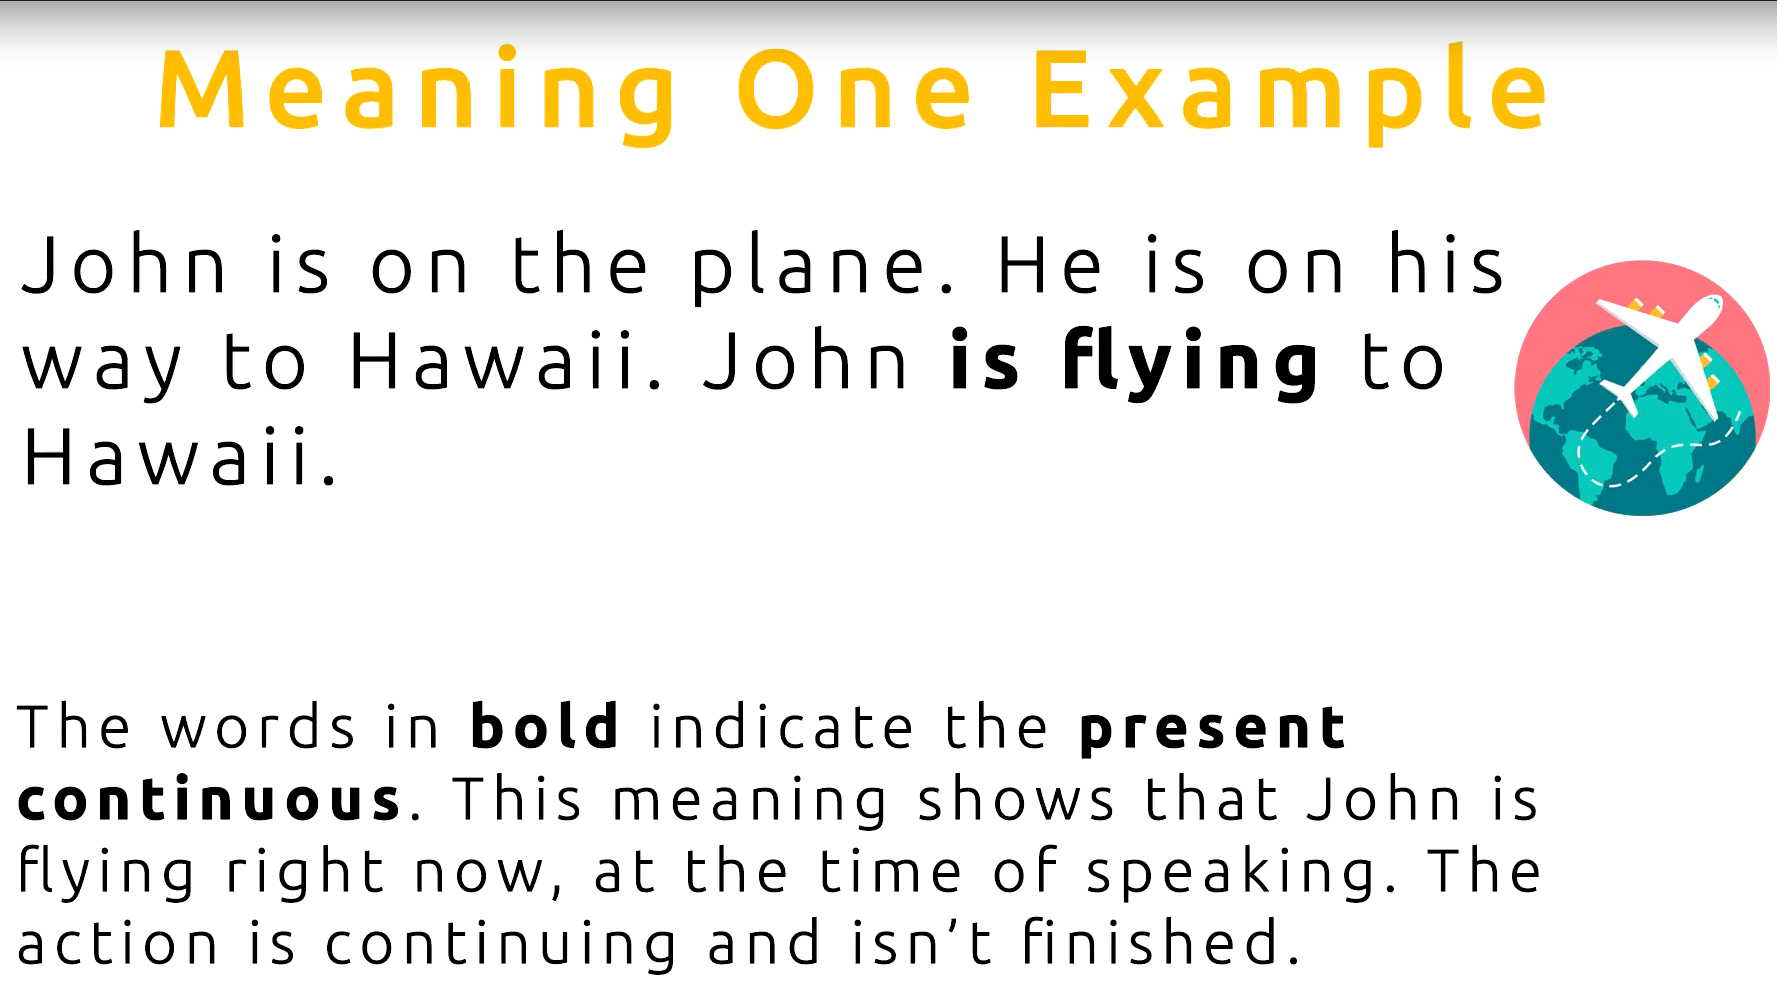 Meaning One Example
John is on the plane. He is on his
way to Hawaii. John is flying to
Hawaii.
The words in bold indicate the present
continuous. This meaning shows that John is
flying right now, at the time of speaking. The
action is continuing and isn’t finished.